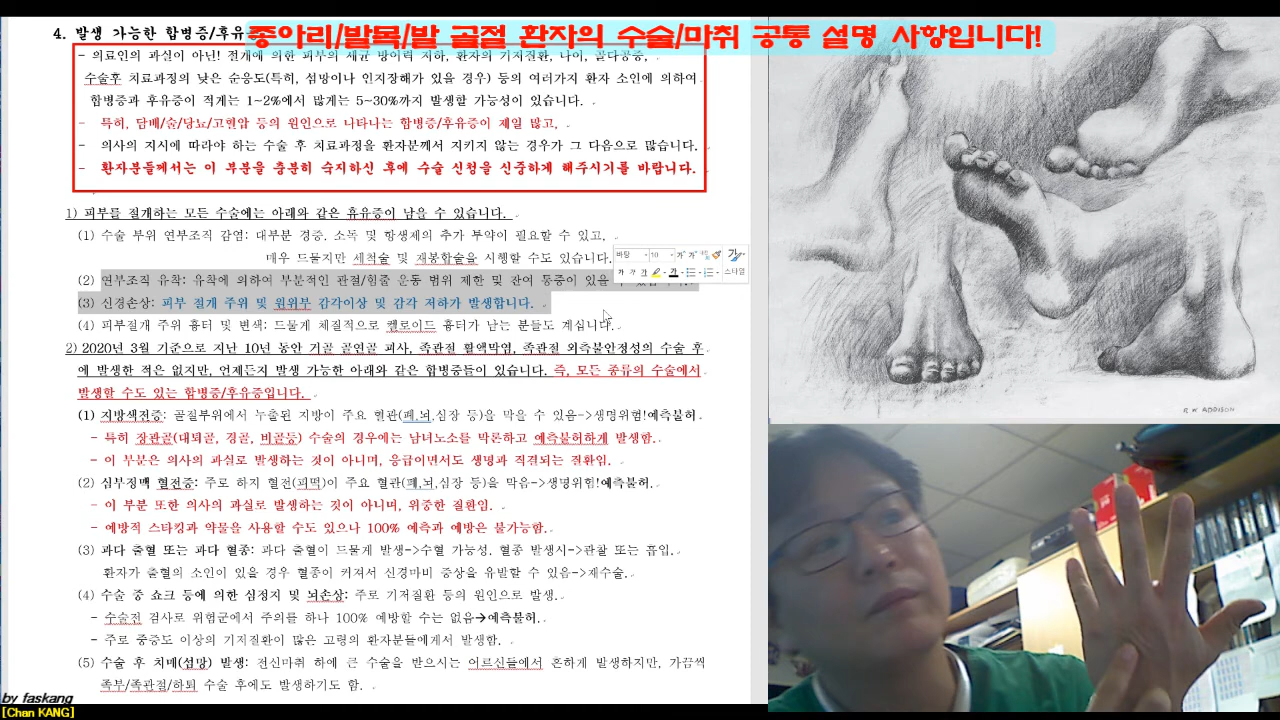 종아리/발목/발 골절 환자의 수술/마취 공통 설명 사항입니다!
4. 발생 가능한 합병증/후유
- 의료인의 과실이 아닌! 절개에 의한 피부의 세균 방어력 저하, 환자의 기저질환, 나이, 골다공증,
수술후 치료과정의 낮은 순응도(특히, 섬망이나 인지장해가 있을 경우) 등의 여러가지 환자 소인에 의하여
합병증과 후유증이 적게는 1~2%에서 많게는 5~30%까지 발생할 가능성이 있습니다.
- 특히, 담배/술/당뇨/고혈압 등의 원인으로 나타나는 합병증/후유증이 제일 많고,
- 의사의 지시에 따라야 하는 수술 후 치료과정을 환자분께서 지키지 않는 경우가 그 다음으로 많습니다.
- 환자분들께서는 이 부분을 충분히 숙지하신 후에 수술 신청을 신중하게 해주시기를 바랍니다.
1) 피부를 절개하는 모든 수술에는 아래와 같은 휴유증이 남을 수 있습니다.
(1) 수술 부위 연부조직 감염: 대부분 경증, 소독 및 항생제의 추가 투약이 필요할 수 있고,
매우 드물지만 세척술 및 재봉합술을 시행할 수도 있습니다.
바탕 10
가 가 가 가 스타일
(2) 연부조직 유착: 유착에 의하여 부분적인 관절/힘줄 운동 범위 제한 및 잔여 통증이 있을
(3) 신경손상: 피부 절개 주위 및 원위부 감각이상 및 감각 저하가 발생합니다.
(4) 피부절개 주위 흉터 및 변색: 드물게 체질적으로 켈로이드 흉터가 남는 분들도 계십니다.
2) 2020년 3월 기준으로 지난 10년 동안 거골 골연골 괴사, 족관절 활액막염, 족관절 외측불안정성의 수술 후
에 발생한 적은 없지만, 언제든지 발생 가능한 아래와 같은 합병증들이 있습니다. 즉, 모든 종류의 수술에서
발생할 수도 있는 합병증/후유증입니다.
(1) 지방색전증: 골절부위에서 누출된 지방이 주요 혈관(폐,뇌,심장 등)을 막을 수 있음->생명위험!예측불허.
- 특히 장관골(대퇴골, 경골, 비골등) 수술의 경우에는 남녀노소를 막론하고 예측불허하게 발생함.
- 이 부분은 의사의 과실로 발생하는 것이 아니며, 응급이면서도 생명과 직결되는 질환임.
(2) 심부정맥 혈전증: 주로 하지 혈전(피떡)이 주요 혈관(폐,뇌,심장 등)을 막음->생명위험!예측불허.
- 이 부분 또한 의사의 과실로 발생하는 것이 아니며, 위중한 질환임.
- 예방적 스타킹과 약물을 사용할 수도 있으나 100% 예측과 예방은 불가능함.
(3) 과다 출혈 또는 과다 혈종: 과다 출혈이 드물게 발생->수혈 가능성, 혈종 발생시->관찰 또는 흡입.
환자가 출혈의 소인이 있을 경우 혈종이 커져서 신경마비 증상을 유발할 수 있음->재수술.
(4) 수술 중 쇼크 등에 의한 심정지 및 뇌손상: 주로 기저질환 등의 원인으로 발생.
- 수술전 검사로 위험군에서 주의를 하나 100% 예방할 수는 없음→예측불허.
- 주로 중증도 이상의 기저질환이 많은 고령의 환자분들에게서 발생함.
(5) 수술 후 치매(섬망) 발생: 전신마취 하에 큰 수술을 받으시는 어르신들에서 흔하게 발생하지만, 가끔씩
족부/족관절/하퇴 수술 후에도 발생하기도 함.
R W ADDISON
by faskang
[Chan KANG]